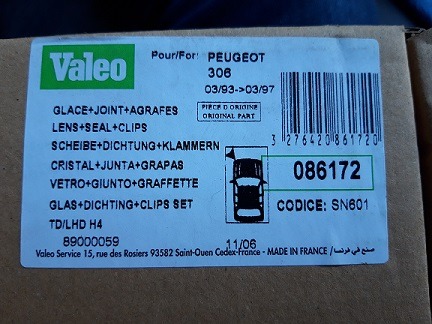 Valeo
Pour/For: PEUGEOT
306
03/93->03/97
GLACE+JOINT+AGRAFES
LENS+SEAL+CLIPS
SCHEIBE+DICHTUNG+KLAMMERN
CRISTAL+JUNTA+GRAPAS
VETRO+GIUNTO+GRAFFETTE
GLAS+DICHTING+CLIPS SET
TD/LHD H4
89000059
PIECE D ORIGINE
ORIGINAL PART
3 276420 861720
086172
CODICE: SN601
11/06
Valeo Service 15, rue des Rosiers 93582 Saint-Ouen Cedex-France - MADE IN FRANCE / صنع في فرنسا